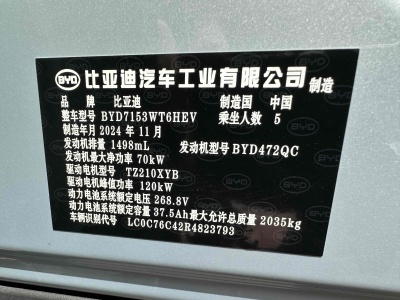 BYD 比亚迪汽车工业有限公司 制造
品 牌 比亚迪 制造国 中国
整车型号 BYD7153WT6HEV 乘坐人数 5
制造年月 2024 年 11 月
发动机排量 1498mL 发动机型号 BYD472QC
发动机最大净功率 70kW
驱动电机型号 TZ210XYB
驱动电机峰值功率 120kW
动力电池系统额定电压 268.8V
动力电池系统额定容量 37.5Ah 最大允许总质量 2035kg
车辆识别代号 LC0C76C42R4823793